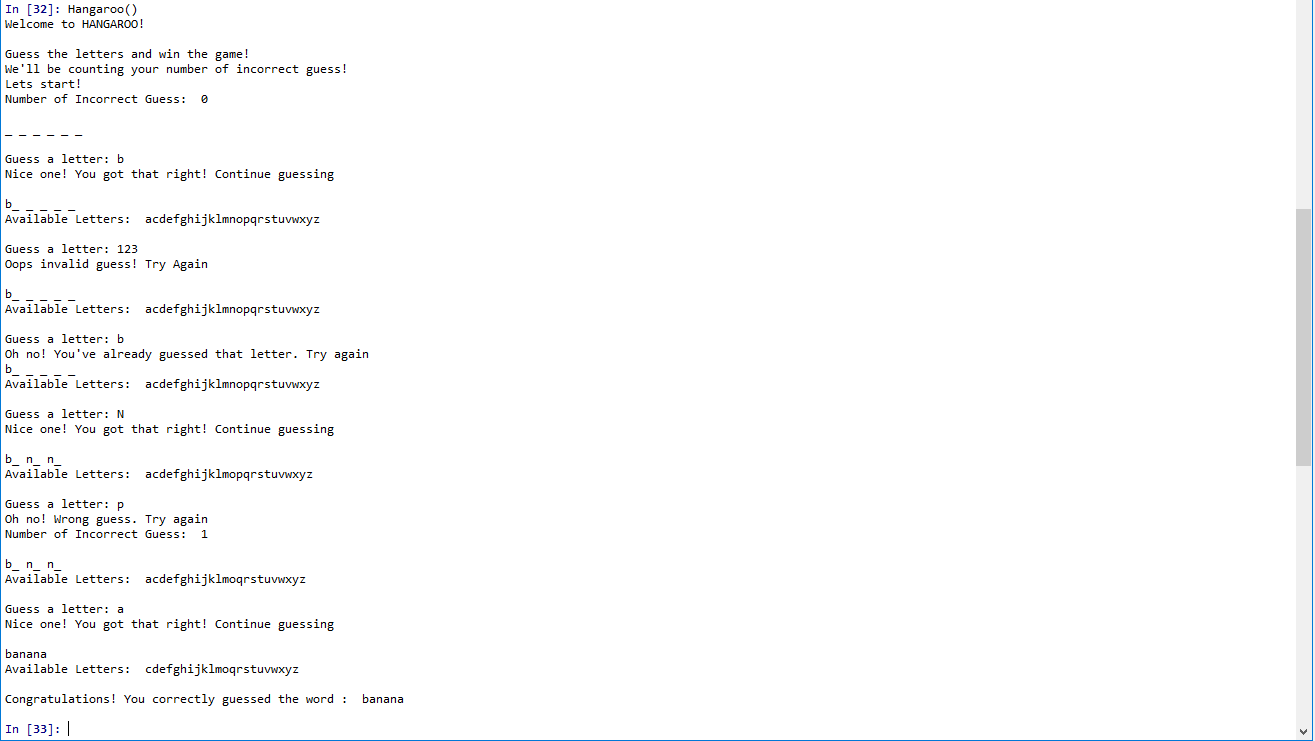 In [32]: Hangaroo()
Welcome to HANGAROO!
Guess the letters and win the game!
We'll be counting your number of incorrect guess!
Lets start!
Number of Incorrect Guess:  0
_ _ _ _ _ _
Guess a letter: b
Nice one! You got that right! Continue guessing
b_ _ _ _ _
Available Letters:  acdefghijklmnopqrstuvwxyz
Guess a letter: 123
Oops invalid guess! Try Again
b_ _ _ _ _
Available Letters:  acdefghijklmnopqrstuvwxyz
Guess a letter: b
Oh no! You've already guessed that letter. Try again
b_ _ _ _ _
Available Letters:  acdefghijklmnopqrstuvwxyz
Guess a letter: N
Nice one! You got that right! Continue guessing
b_ n_ n_
Available Letters:  acdefghijklmopqrstuvwxyz
Guess a letter: p
Oh no! Wrong guess. Try again
Number of Incorrect Guess:  1
b_ n_ n_
Available Letters:  acdefghijklmoqrstuvwxyz
Guess a letter: a
Nice one! You got that right! Continue guessing
banana
Available Letters:  cdefghijklmoqrstuvwxyz
Congratulations! You correctly guessed the word :  banana
In [33]: